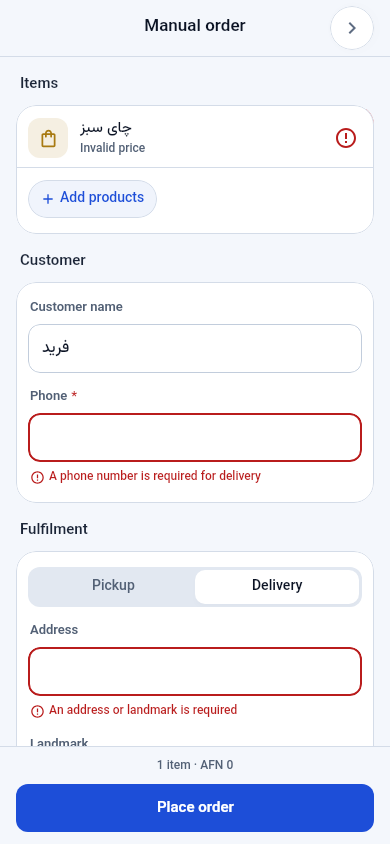 Manual order
Items
چای سبز
Invalid price
+ Add products
Customer
Customer name
فرید
Phone *
A phone number is required for delivery
Fulfilment
Pickup
Delivery
Address
An address or landmark is required
Landmark
1 item · AFN 0
Place order